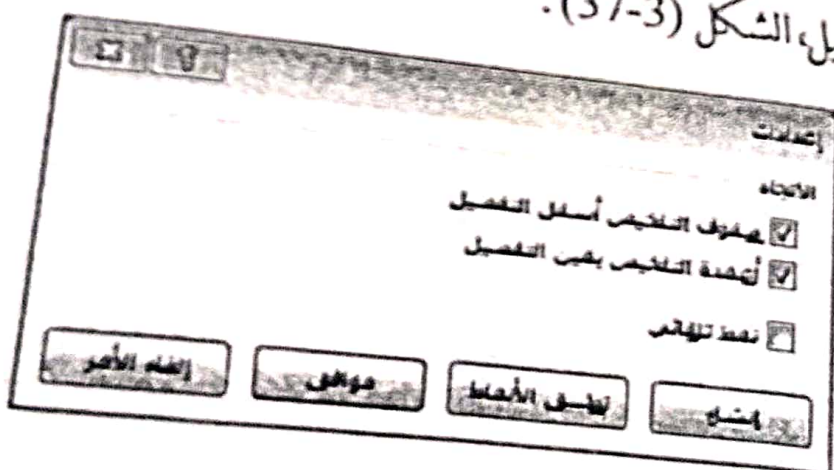 يل، الشكل (3-37).
إعدادات
الاتجاه
صفوف التلخيص أسفل التفصيل
أعمدة التلخيص يمين التفصيل
نمط تلقائي
إنشاء تطبيق الأنماط موافق إلغاء الأمر